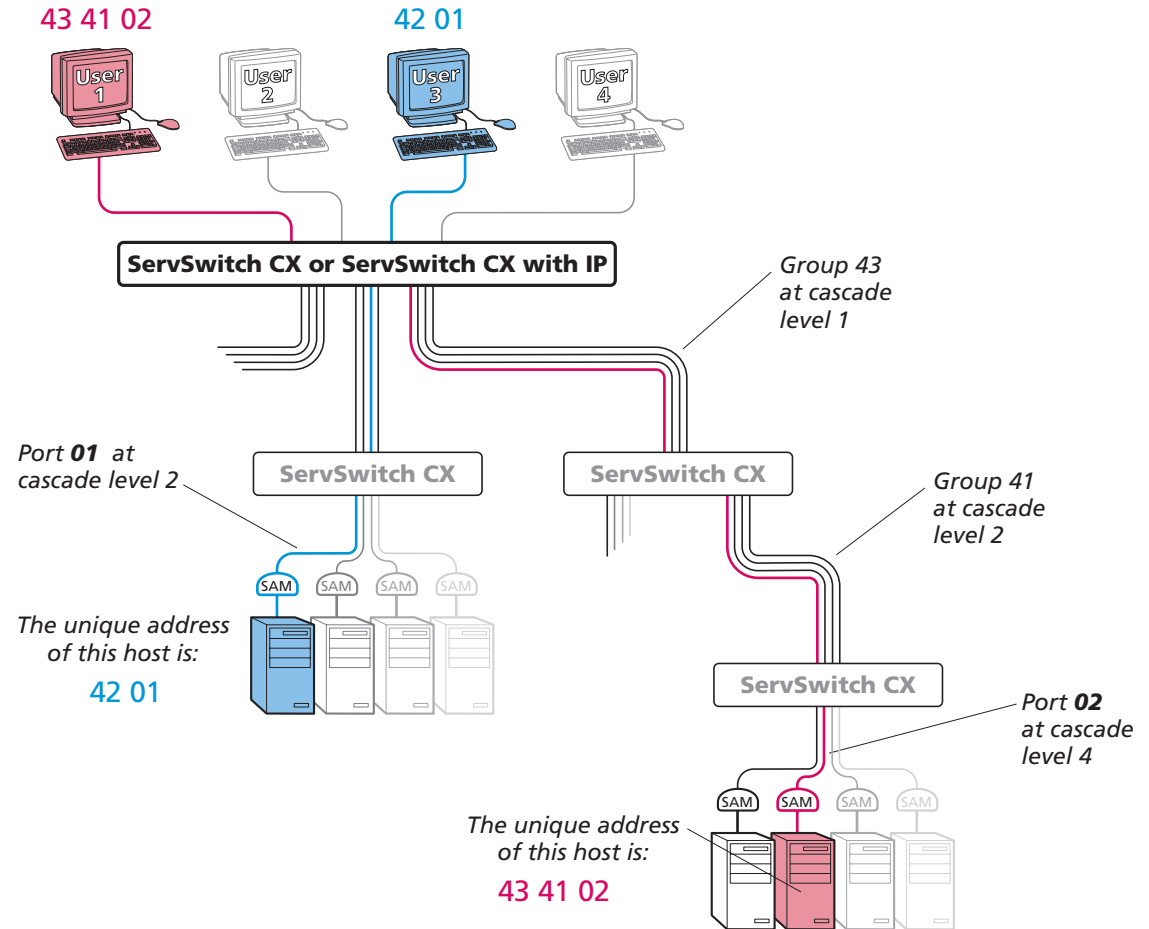 43 41 02
42 01
User
1
User
2
User
3
User
4
ServSwitch CX or ServSwitch CX with IP
Group 43
at cascade
level 1
Port 01 at
cascade level 2
ServSwitch CX
ServSwitch CX
Group 41
at cascade
level 2
SAM
SAM
SAM
SAM
The unique address
of this host is:
42 01
ServSwitch CX
Port 02
at cascade
level 4
SAM
SAM
SAM
SAM
The unique address
of this host is:
43 41 02